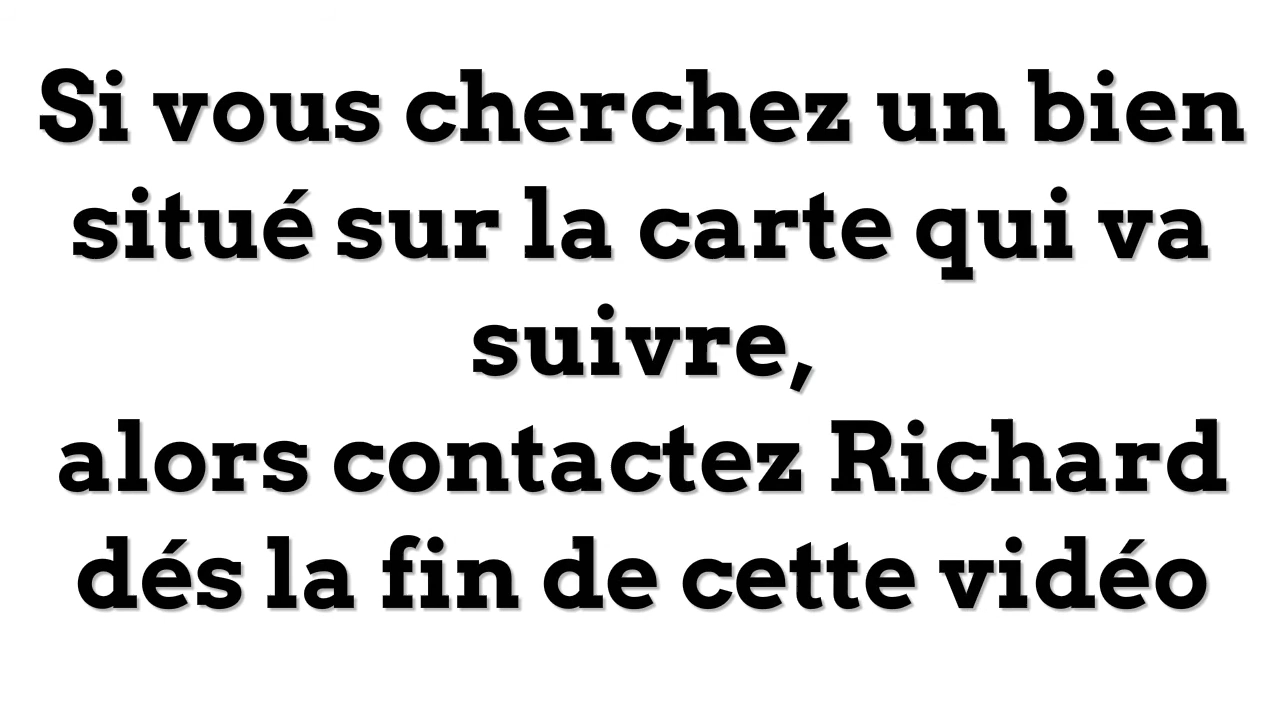 Si vous cherchez un bien
situé sur la carte qui va
suivre,
alors contactez Richard
dés la fin de cette vidéo